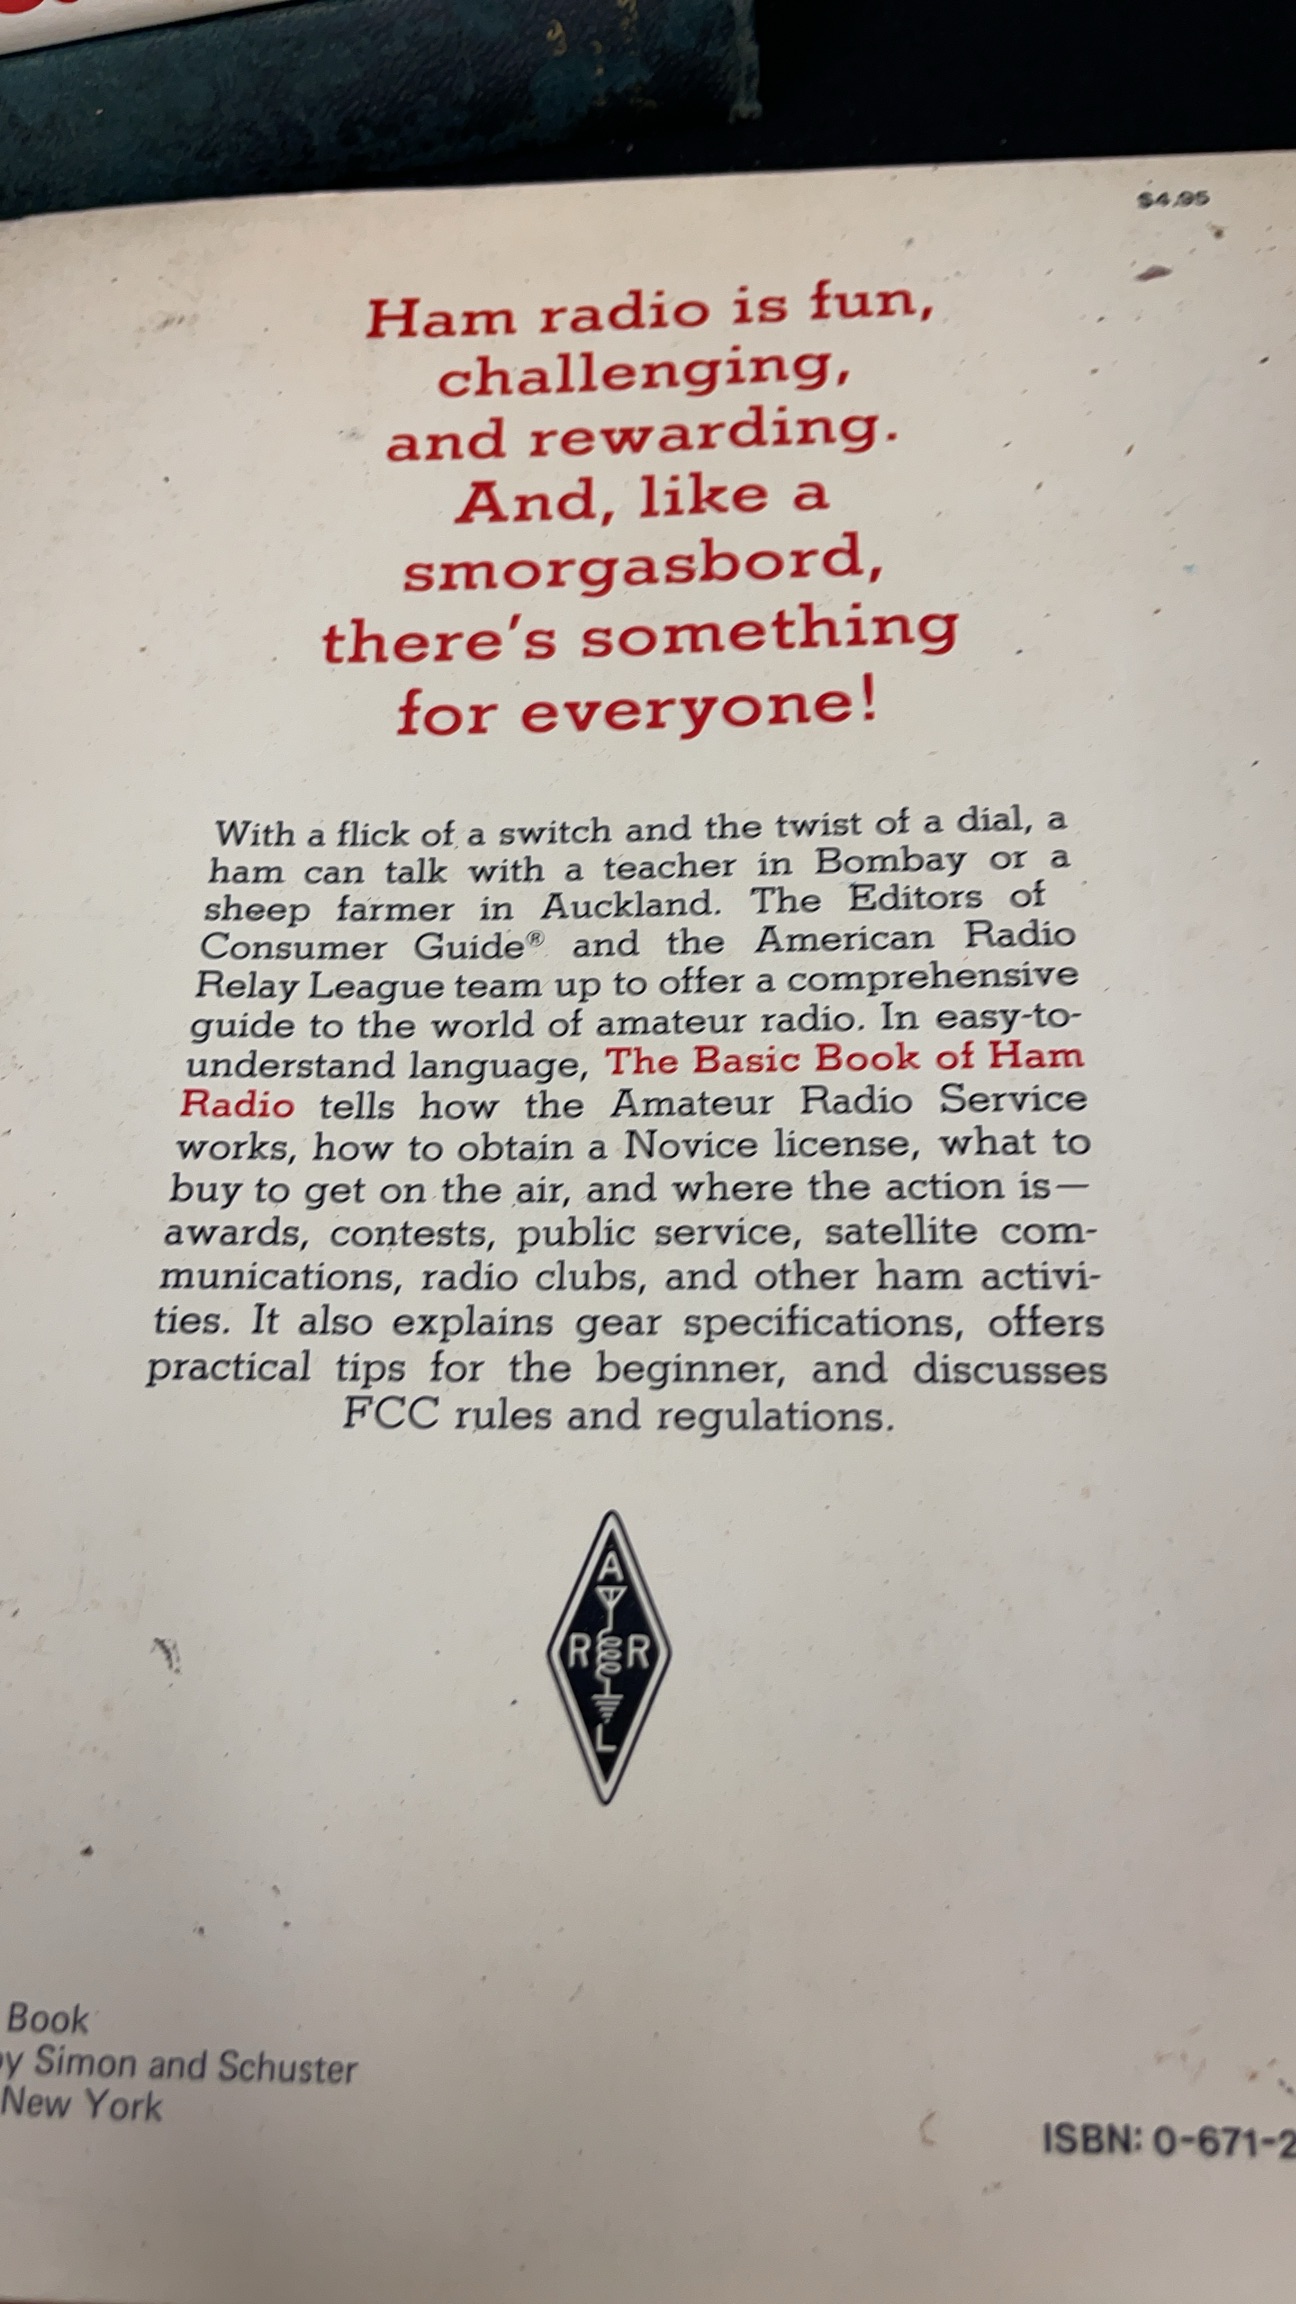 $4.95
Ham radio is fun,
challenging,
and rewarding.
And, like a
smorgasbord,
there's something
for everyone!
With a flick of a switch and the twist of a dial, a
ham can talk with a teacher in Bombay or a
sheep farmer in Auckland. The Editors of
Consumer Guide® and the American Radio
Relay League team up to offer a comprehensive
guide to the world of amateur radio. In easy-to-
understand language, The Basic Book of Ham
Radio tells how the Amateur Radio Service
works, how to obtain a Novice license, what to
buy to get on the air, and where the action is—
awards, contests, public service, satellite com-
munications, radio clubs, and other ham activi-
ties. It also explains gear specifications, offers
practical tips for the beginner, and discusses
FCC rules and regulations.
A
R R
L
Book
by Simon and Schuster
New York
ISBN: 0-671-2